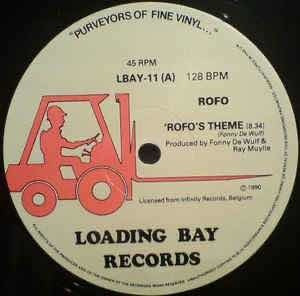 "PURVEYORS OF FINE VINYL..."
45 RPM
LBAY-11 (A) 128 BPM
ROFO
'ROFO'S THEME (8.34)
(Fonny De Wulf)
Produced by Fonny De Wulf &
Ray Muylle
℗ 1990
Licensed from Infinity Records, Belgium
LOADING BAY
RECORDS